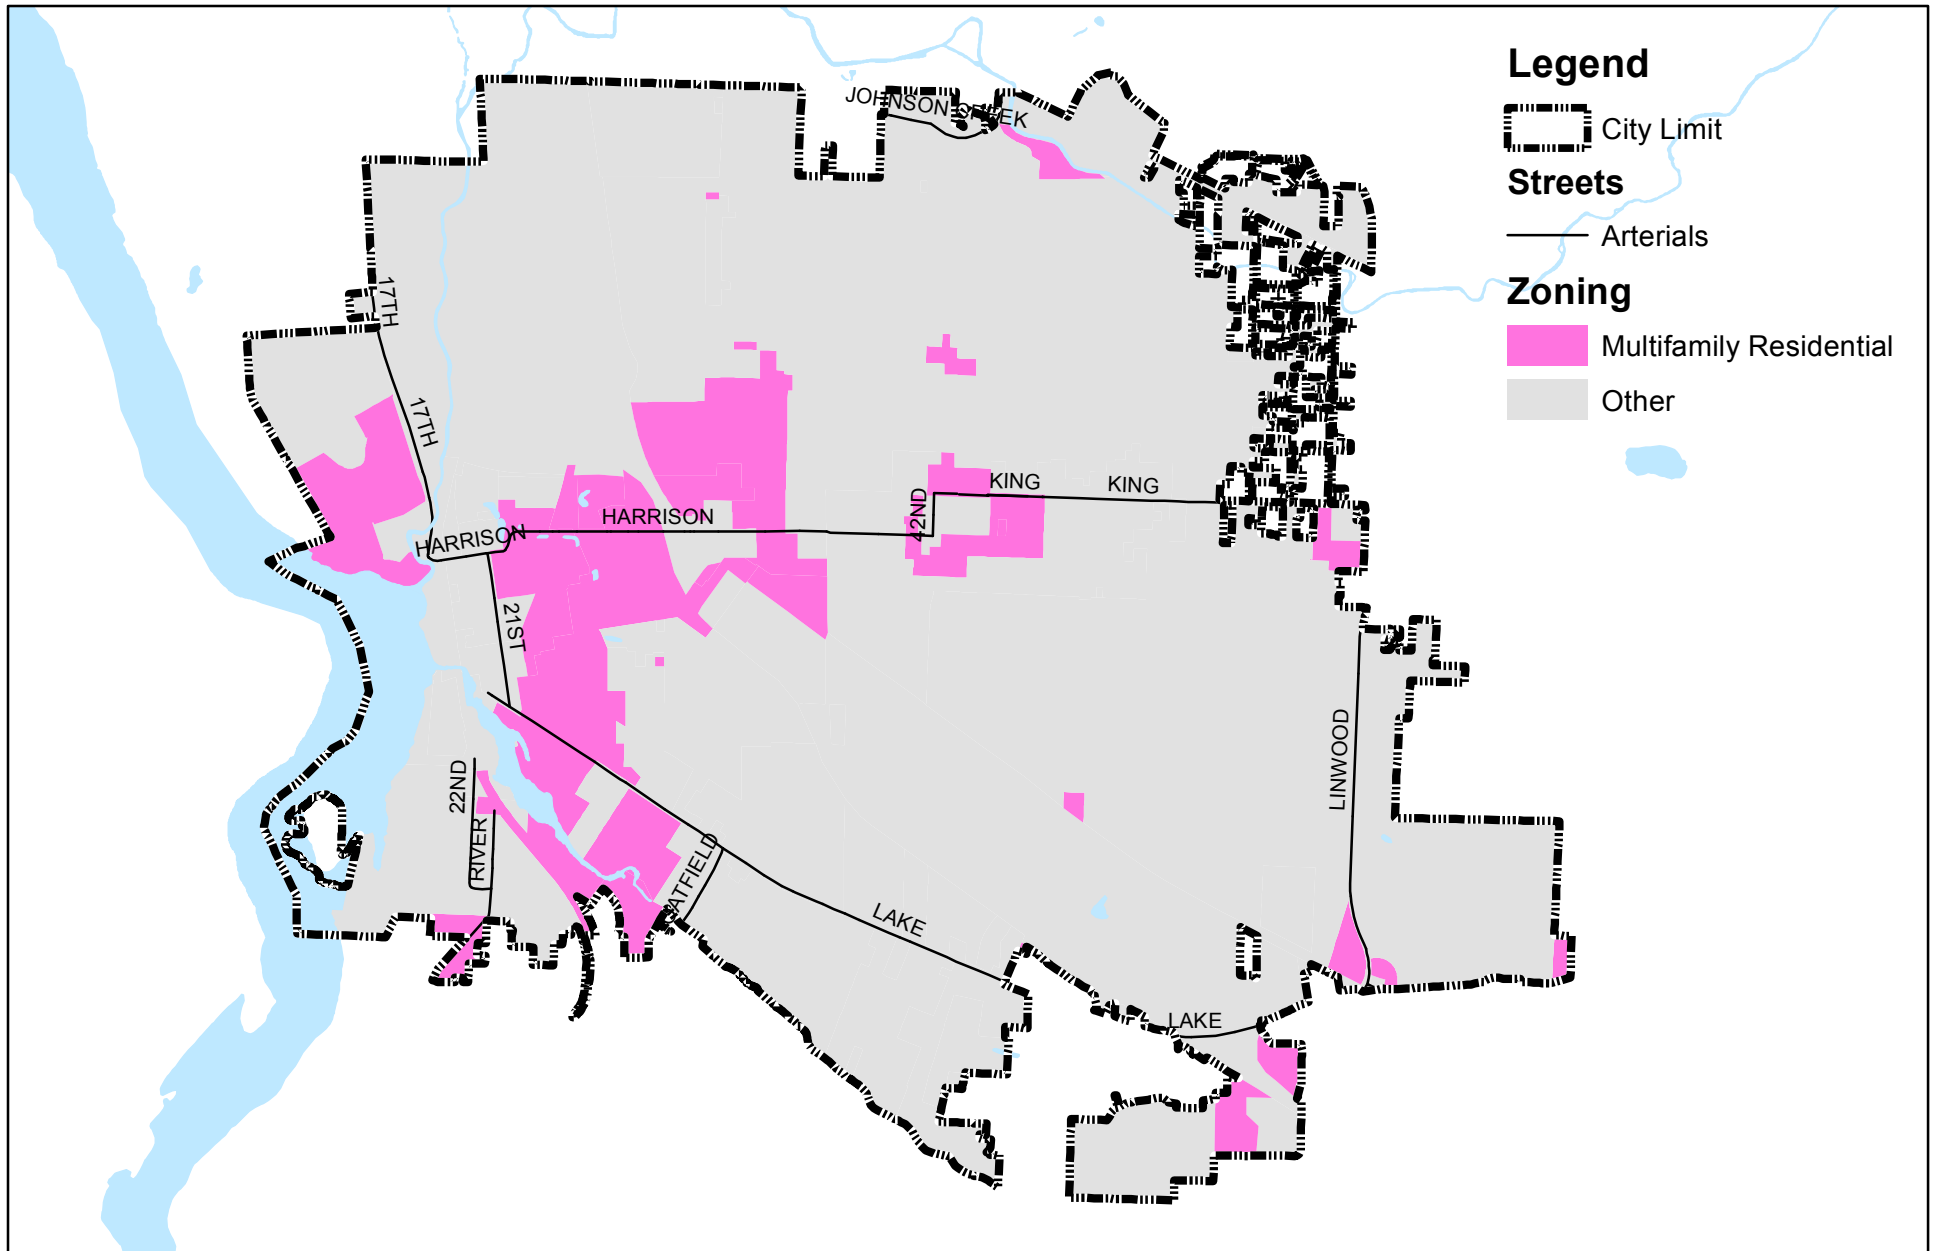 Legend
City Limit
Streets
Arterials
Zoning
Multifamily Residential
Other
JOHNSON CREEK
17TH
17TH
HARRISON
HARRISON
42ND
KING
KING
21ST
22ND
RIVER
HATFIELD
LAKE
LAKE
LINWOOD